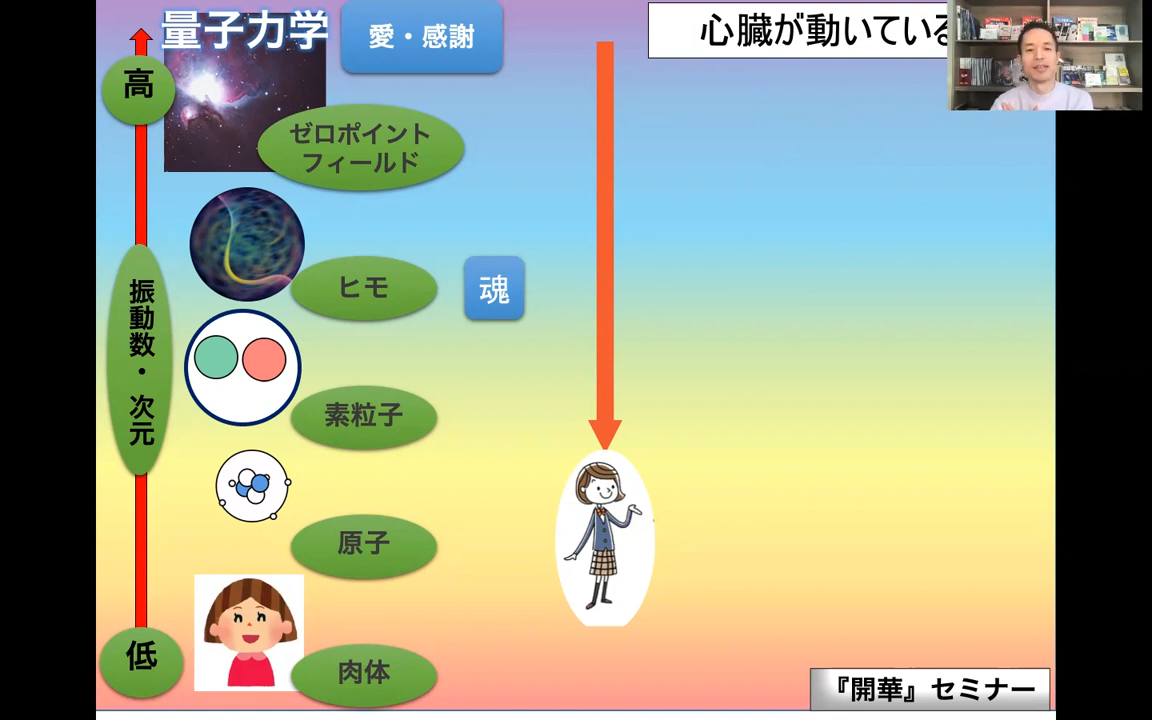 量子力学
愛・感謝
心臓が動いている
高
ゼロポイント
フィールド
振動数・次元
ヒモ
魂
素粒子
原子
低
肉体
『開華』セミナー